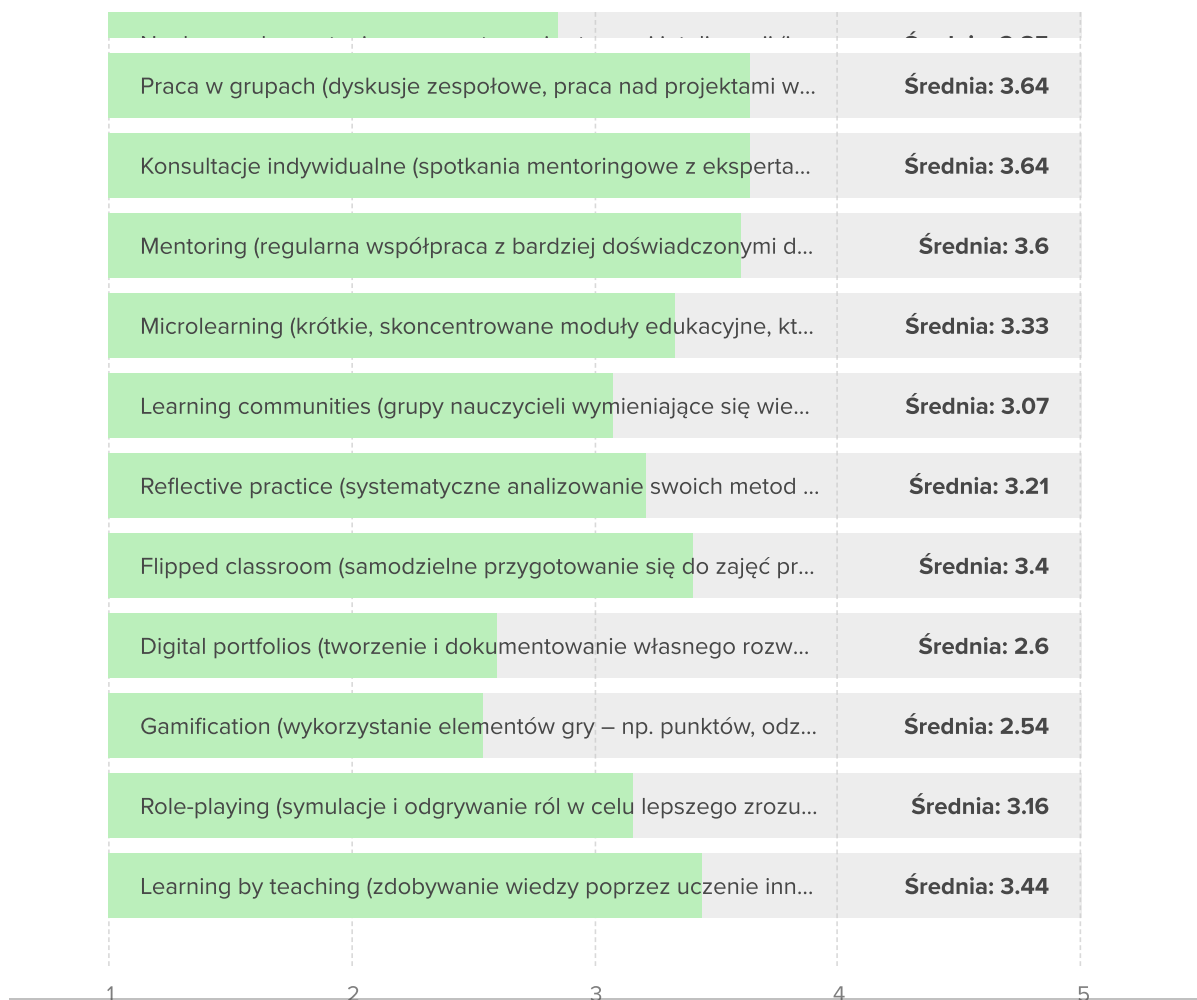 Praca w grupach (dyskusje zespołowe, praca nad projektami w... Średnia: 3.64
Konsultacje indywidualne (spotkania mentoringowe z eksperta... Średnia: 3.64
Mentoring (regularna współpraca z bardziej doświadczonymi d... Średnia: 3.6
Microlearning (krótkie, skoncentrowane moduły edukacyjne, kt... Średnia: 3.33
Learning communities (grupy nauczycieli wymieniające się wie... Średnia: 3.07
Reflective practice (systematyczne analizowanie swoich metod ... Średnia: 3.21
Flipped classroom (samodzielne przygotowanie się do zajęć pr... Średnia: 3.4
Digital portfolios (tworzenie i dokumentowanie własnego rozw... Średnia: 2.6
Gamification (wykorzystanie elementów gry – np. punktów, odz... Średnia: 2.54
Role-playing (symulacje i odgrywanie ról w celu lepszego zrozu... Średnia: 3.16
Learning by teaching (zdobywanie wiedzy poprzez uczenie inn... Średnia: 3.44
1 2 3 4 5